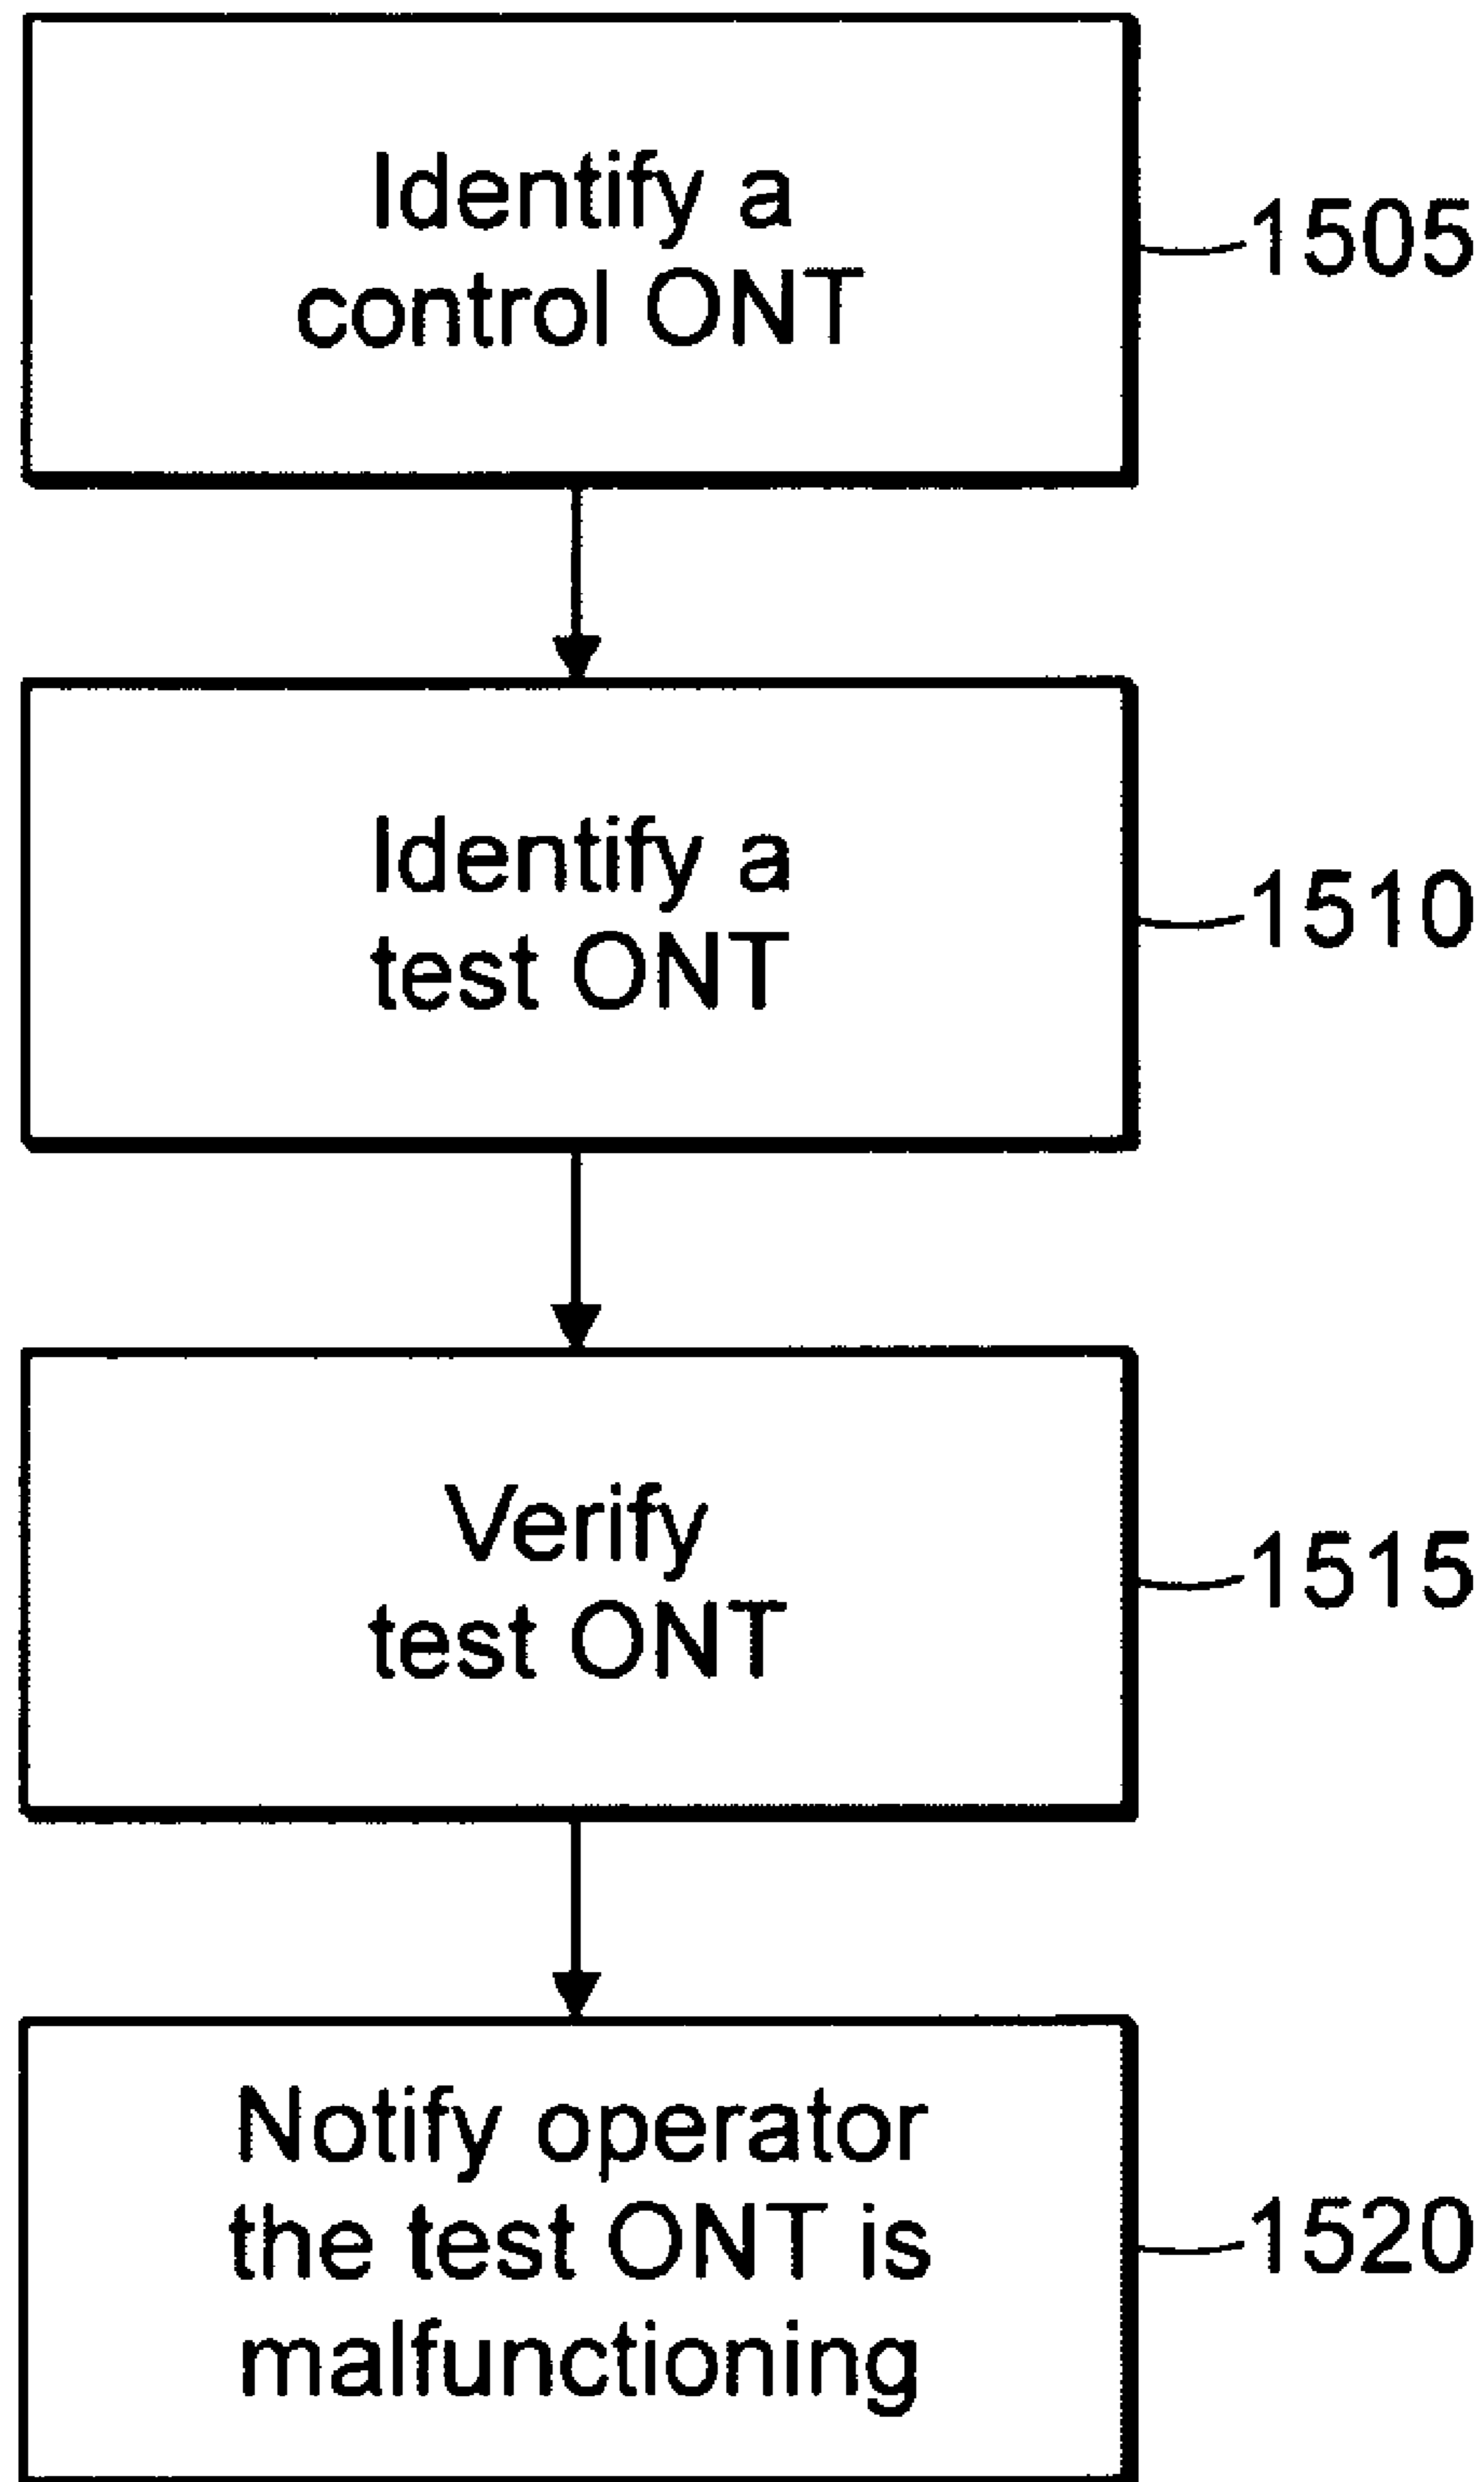 Identify a
control ONT
1505
Identify a
test ONT
1510
Verify
test ONT
1515
Notify operator
the test ONT is
malfunctioning
1520